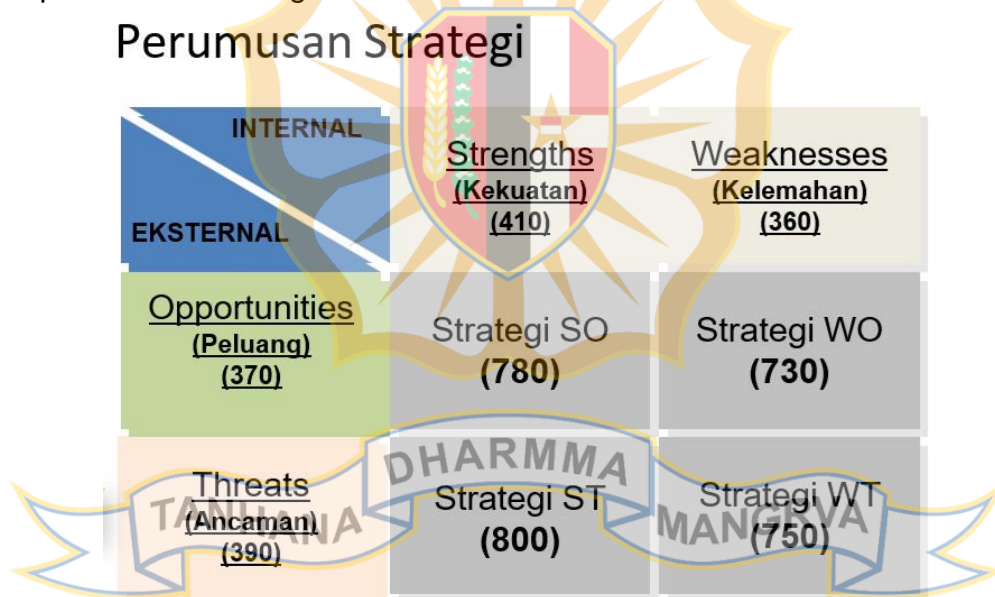 Perumusan Strategi
INTERNAL
EKSTERNAL
Strengths
(Kekuatan)
(410)
Weaknesses
(Kelemahan)
(360)
Opportunities
(Peluang)
(370)
Strategi SO
(780)
Strategi WO
(730)
Threats
(Ancaman)
(390)
Strategi ST
(800)
Strategi WT
(750)
TANHANA DHARMMA MANGRVA